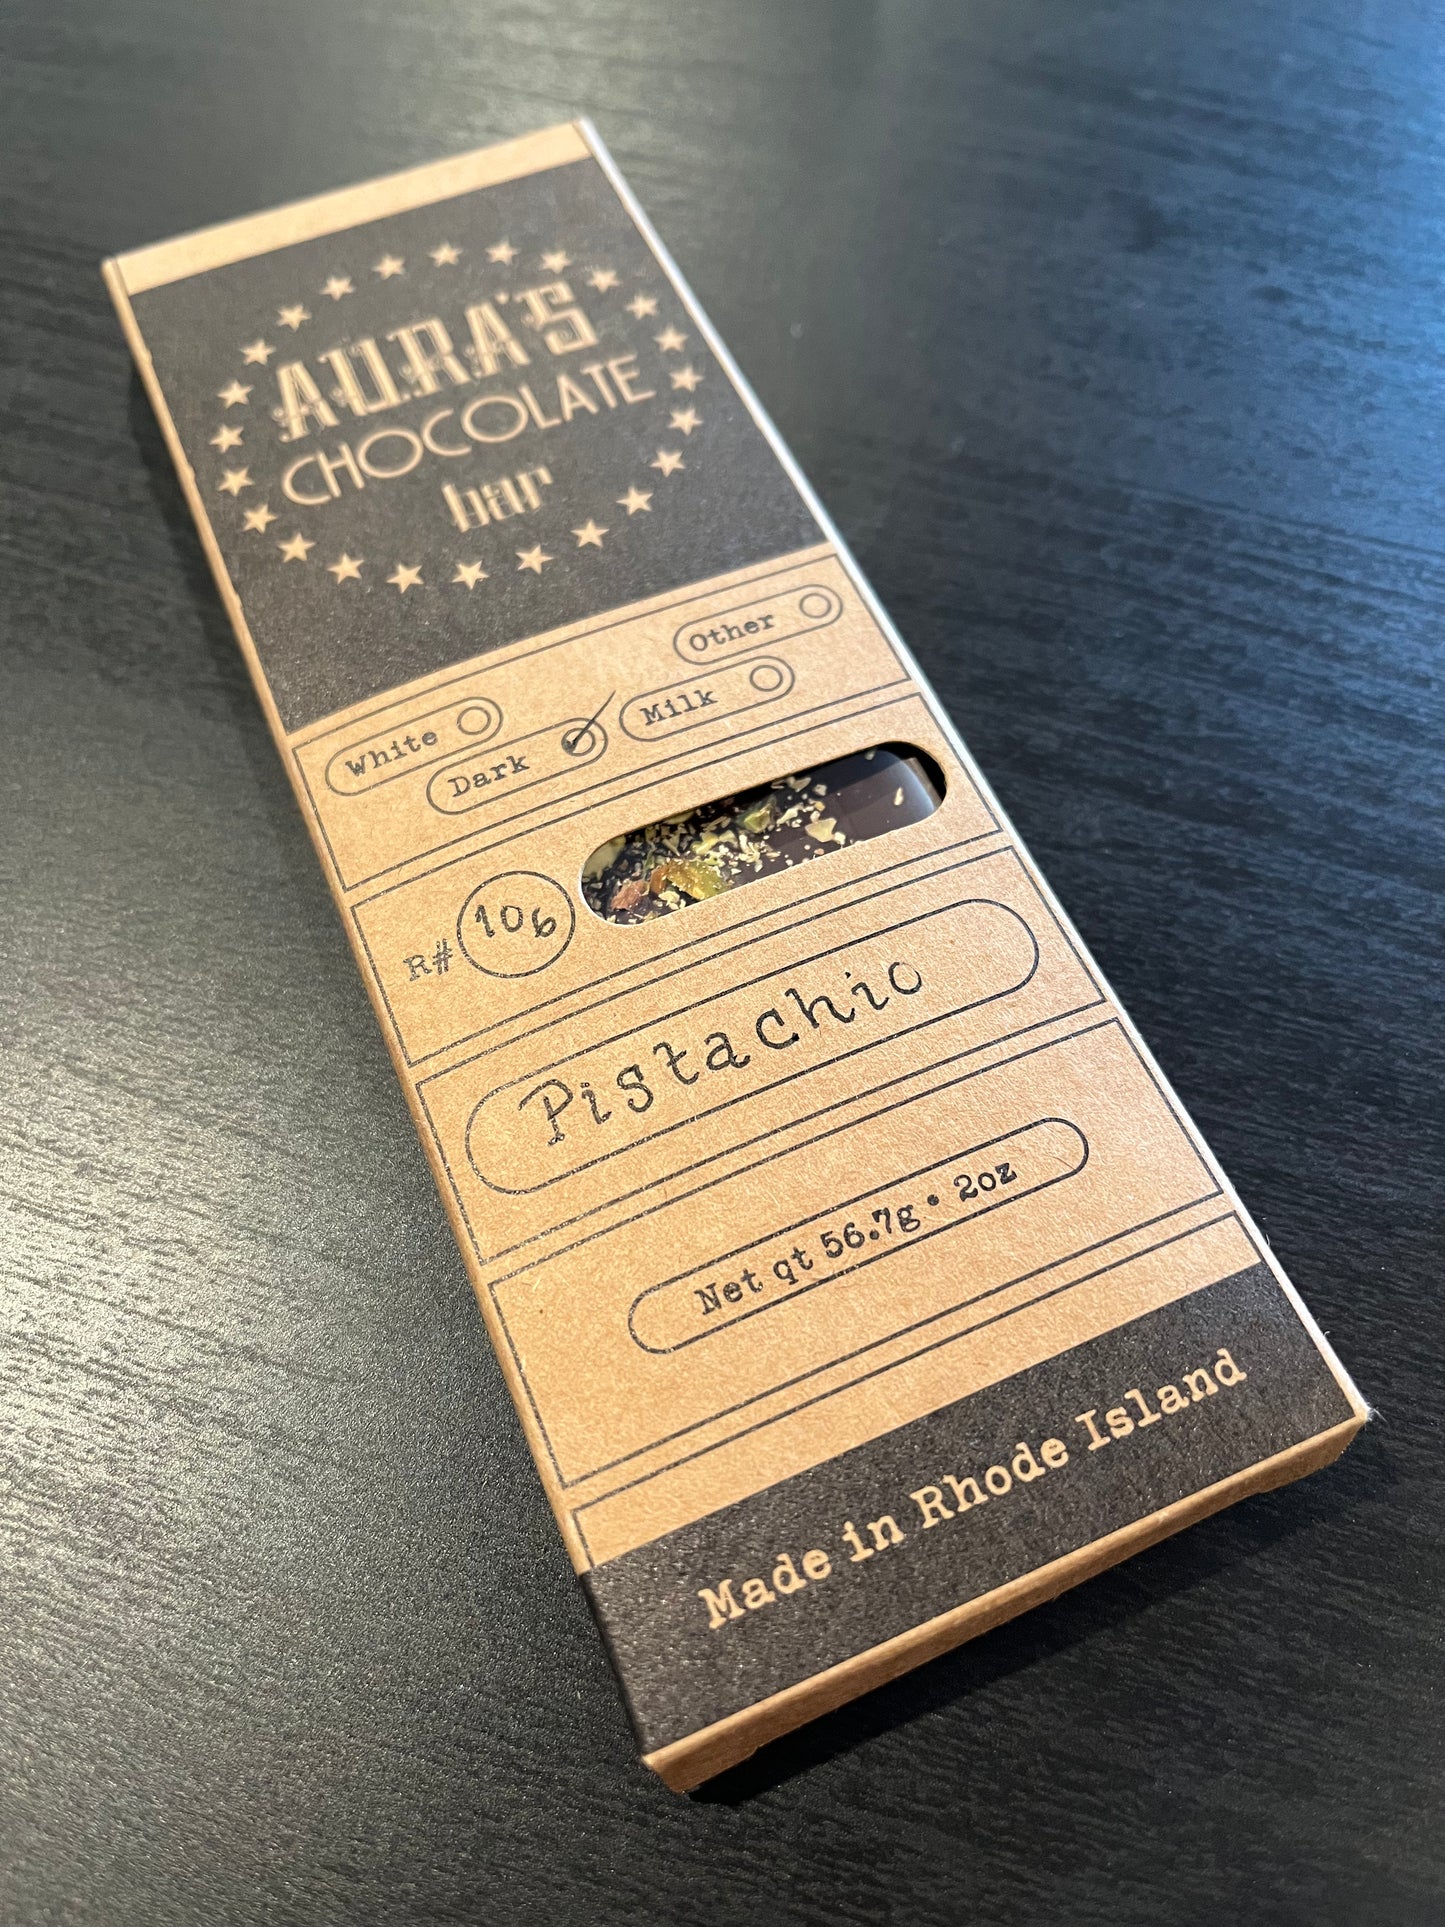 AURA'S
CHOCOLATE
bar
Other
White
Dark
Milk
R# 106
Pistachio
Net qt 56.7g • 2oz
Made in Rhode Island